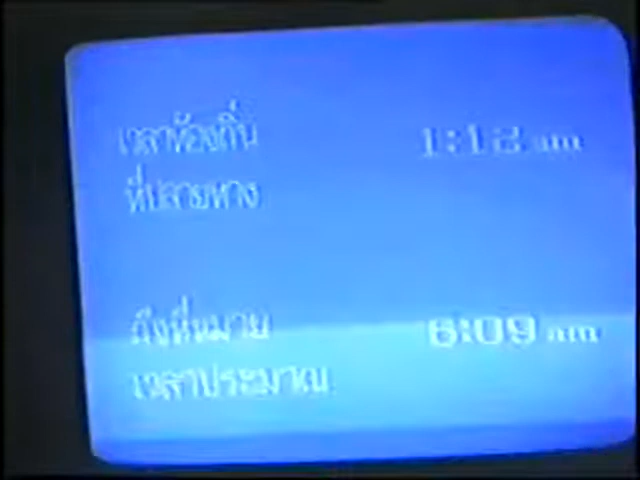 เวลาท้องถิ่น 1:12 am
ที่ปลายทาง
ถึงที่หมาย 6:09 am
เวลาประมาณ